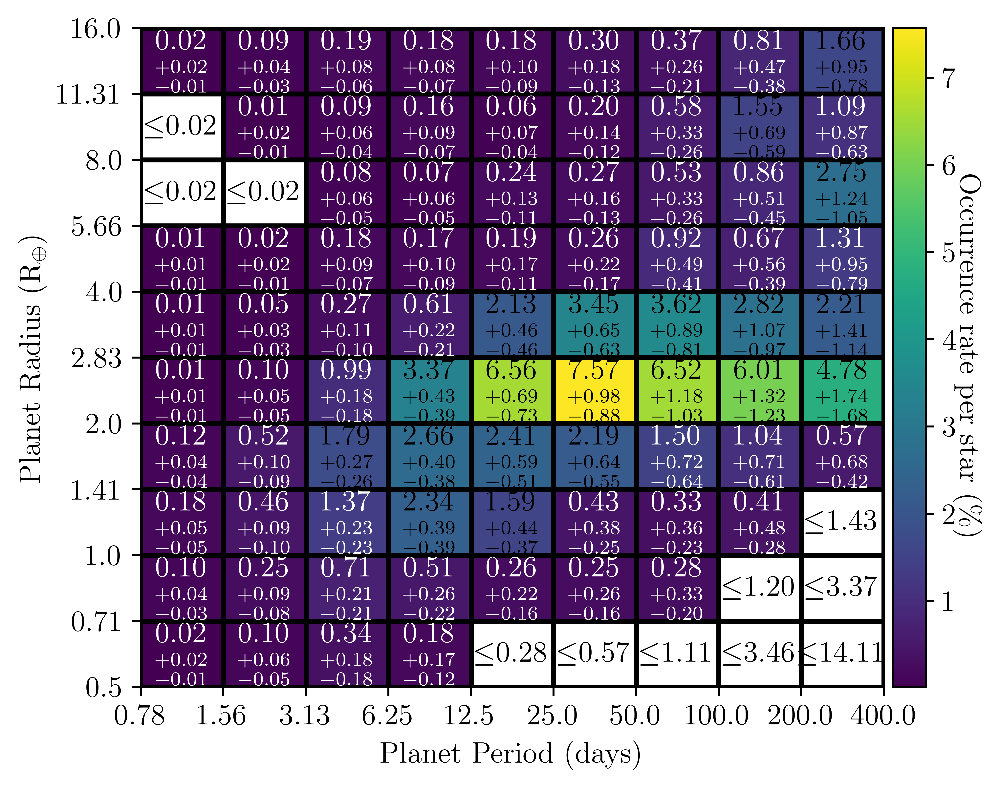 16.0
0.02 0.09 0.19 0.18 0.18 0.30 0.37 0.81 1.66
+0.02 +0.04 +0.08 +0.08 +0.10 +0.18 +0.26 +0.47 +0.95
−0.01 −0.03 −0.06 −0.07 −0.09 −0.13 −0.21 −0.38 −0.78
11.31
0.01 0.09 0.16 0.06 0.20 0.58 1.55 1.09
≤0.02
+0.02 +0.06 +0.09 +0.07 +0.14 +0.33 +0.69 +0.87
−0.01 −0.04 −0.07 −0.04 −0.12 −0.26 −0.59 −0.63
8.0
0.08 0.07 0.24 0.27 0.53 0.86 2.75
≤0.02 ≤0.02
+0.06 +0.06 +0.13 +0.16 +0.33 +0.51 +1.24
−0.05 −0.05 −0.11 −0.13 −0.26 −0.45 −1.05
5.66
0.01 0.02 0.18 0.17 0.19 0.26 0.92 0.67 1.31
+0.01 +0.02 +0.09 +0.10 +0.17 +0.22 +0.49 +0.56 +0.95
−0.01 −0.01 −0.07 −0.09 −0.11 −0.17 −0.41 −0.39 −0.79
4.0
0.01 0.05 0.27 0.61 2.13 3.45 3.62 2.82 2.21
+0.01 +0.03 +0.11 +0.22 +0.46 +0.65 +0.89 +1.07 +1.41
−0.01 −0.03 −0.10 −0.21 −0.46 −0.63 −0.81 −0.97 −1.14
2.83
0.01 0.10 0.99 3.37 6.56 7.57 6.52 6.01 4.78
+0.01 +0.05 +0.18 +0.43 +0.69 +0.98 +1.18 +1.32 +1.74
−0.01 −0.05 −0.18 −0.39 −0.73 −0.88 −1.03 −1.23 −1.68
2.0
0.12 0.52 1.79 2.66 2.41 2.19 1.50 1.04 0.57
+0.04 +0.10 +0.27 +0.40 +0.59 +0.64 +0.72 +0.71 +0.68
−0.04 −0.09 −0.26 −0.38 −0.51 −0.55 −0.64 −0.61 −0.42
1.41
0.18 0.46 1.37 2.34 1.59 0.43 0.33 0.41
≤1.43
+0.05 +0.09 +0.23 +0.39 +0.44 +0.38 +0.36 +0.48
−0.05 −0.10 −0.23 −0.39 −0.37 −0.25 −0.23 −0.28
1.0
0.10 0.25 0.71 0.51 0.26 0.25 0.28
≤1.20 ≤3.37
+0.04 +0.09 +0.21 +0.26 +0.22 +0.26 +0.33
−0.03 −0.08 −0.21 −0.22 −0.16 −0.16 −0.20
0.71
0.02 0.10 0.34 0.18
≤0.28 ≤0.57 ≤1.11 ≤3.46 ≤14.11
+0.02 +0.06 +0.18 +0.17
−0.01 −0.05 −0.18 −0.12
0.5
0.78 1.56 3.13 6.25 12.5 25.0 50.0 100.0 200.0 400.0
Planet Period (days)
Planet Radius (R⊕)
7
6
5
4
3
2
1
Occurrence rate per star (%)